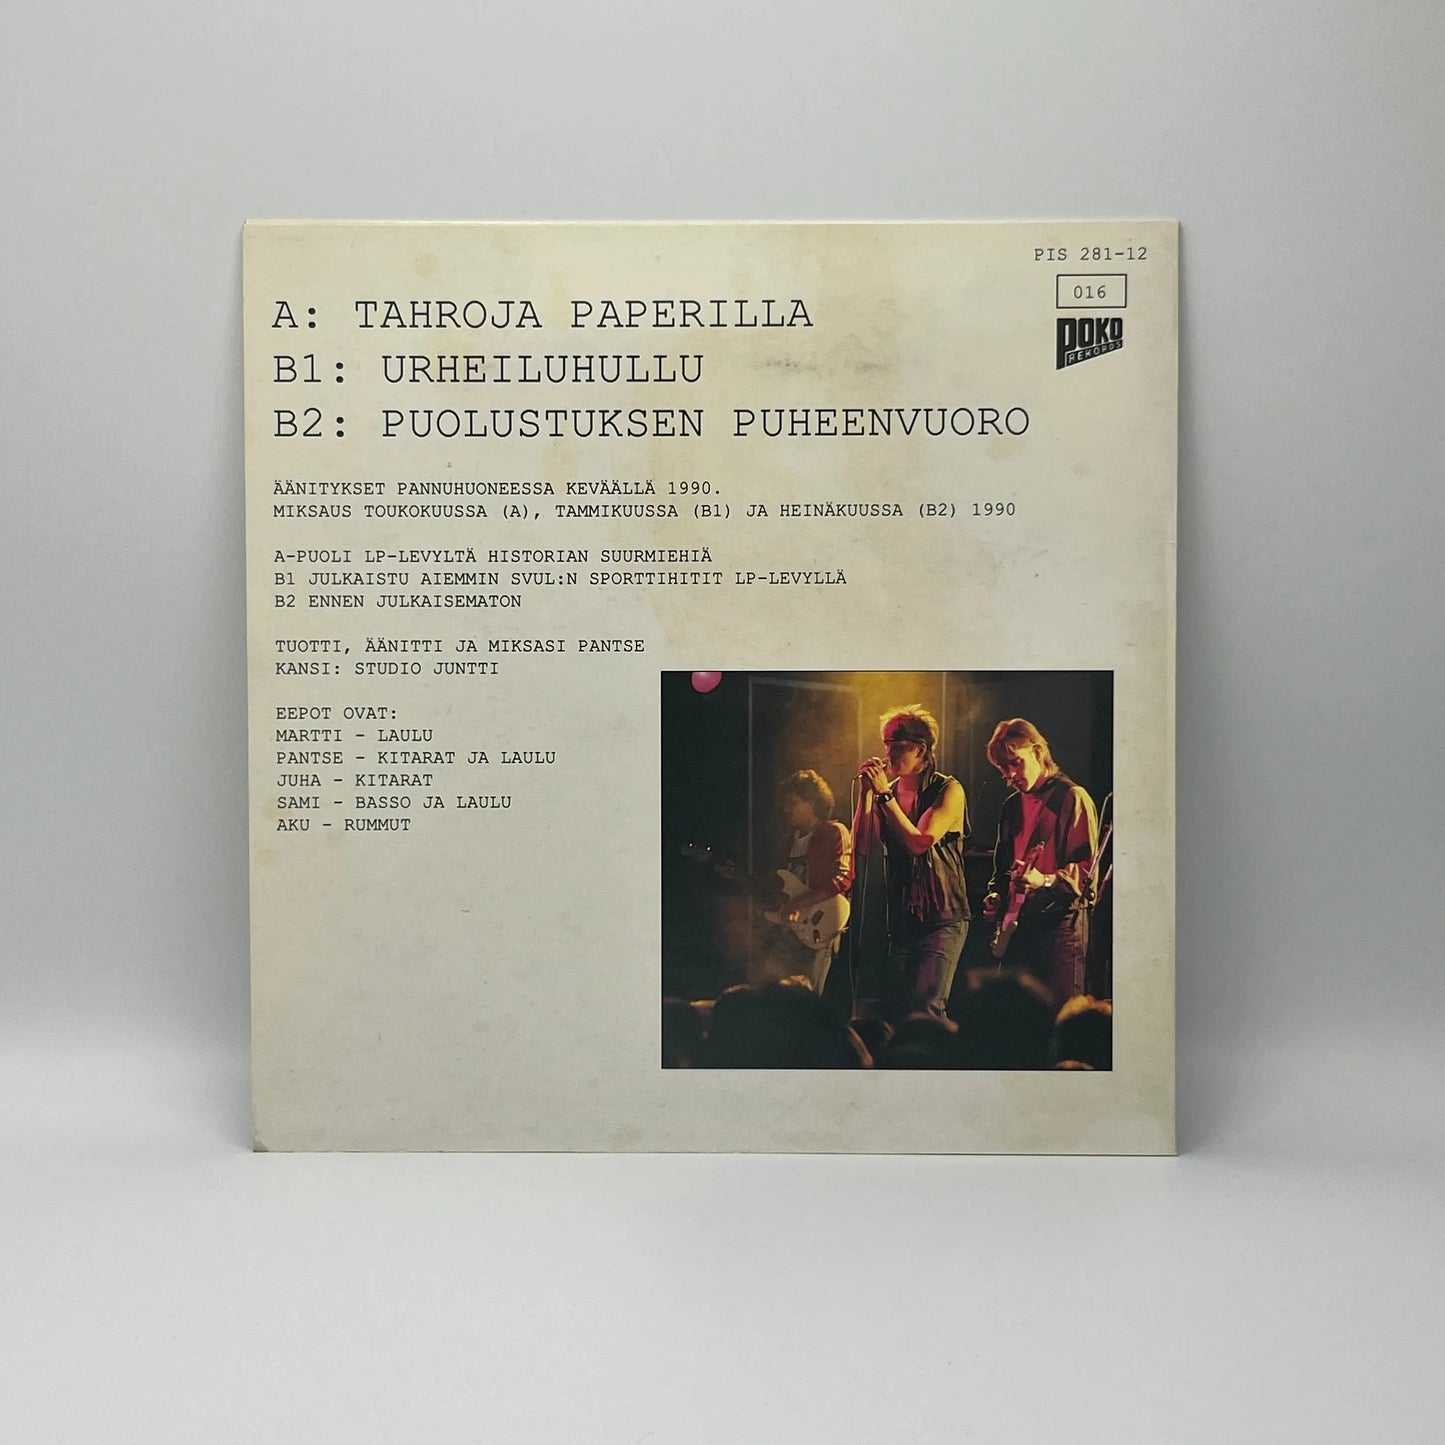 PIS 281-12
016
POKO
REKORDS
A: TAHROJA PAPERILLA
B1: URHEILUHULLU
B2: PUOLUSTUKSEN PUHEENVUORO
ÄÄNITYKSET PANNUHUONEESSA KEVÄÄLLÄ 1990.
MIKSAUS TOUKOKUUSSA (A), TAMMIKUUSSA (B1) JA HEINÄKUUSSA (B2) 1990
A-PUOLI LP-LEVYLTÄ HISTORIAN SUURMIEHIÄ
B1 JULKAISTU AIEMMIN SVUL:N SPORTTIHITIT LP-LEVYLLÄ
B2 ENNEN JULKAISEMATON
TUOTTI, ÄÄNITTI JA MIKSASI PANTSE
KANSI: STUDIO JUNTTI
EEPOT OVAT:
MARTTI - LAULU
PANTSE - KITARAT JA LAULU
JUHA - KITARAT
SAMI - BASSO JA LAULU
AKU - RUMMUT